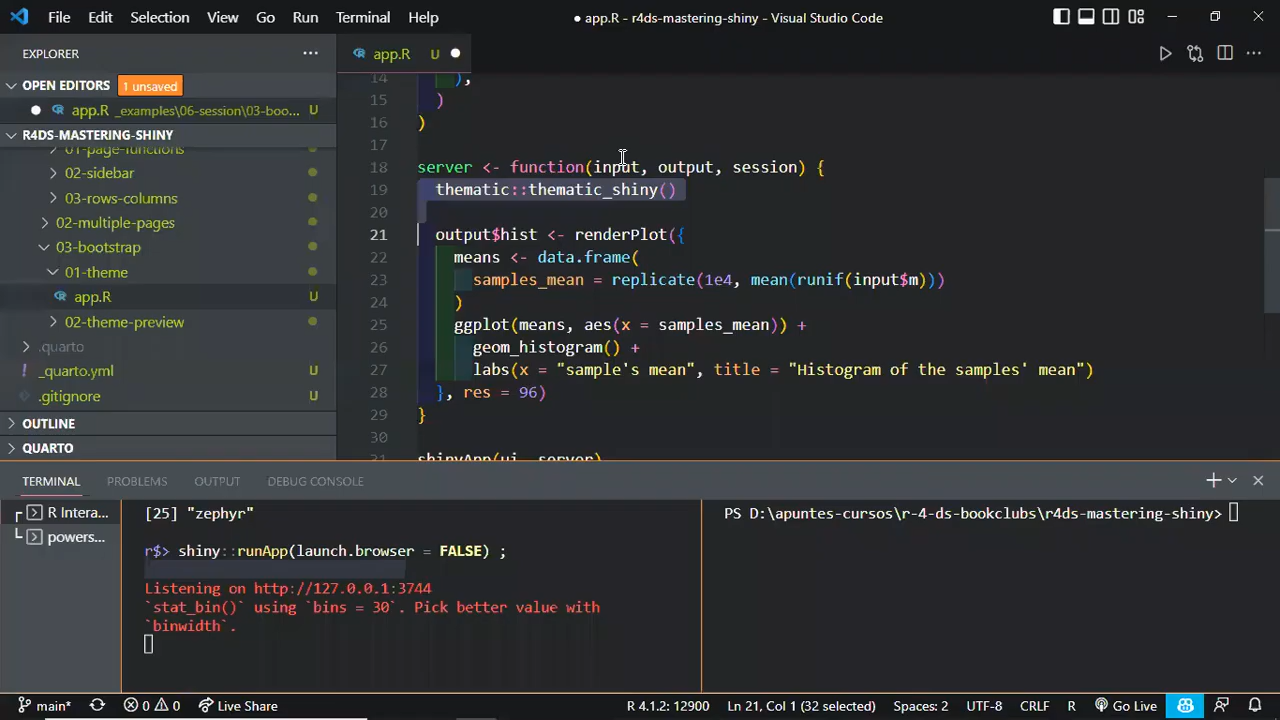 File Edit Selection View Go Run Terminal Help
● app.R - r4ds-mastering-shiny - Visual Studio Code
EXPLORER
OPEN EDITORS 1 unsaved
● app.R _examples\06-session\03-boo... U
R4DS-MASTERING-SHINY
01-page-functions
02-sidebar
03-rows-columns
02-multiple-pages
03-bootstrap
01-theme
app.R U
02-theme-preview
.quarto
_quarto.yml U
.gitignore U
OUTLINE
QUARTO
app.R U
14 ),
15 )
16 )
17
18 server <- function(input, output, session) {
19 thematic::thematic_shiny()
20
21 output$hist <- renderPlot({
22 means <- data.frame(
23 samples_mean = replicate(1e4, mean(runif(input$m)))
24 )
25 ggplot(means, aes(x = samples_mean)) +
26 geom_histogram() +
27 labs(x = "sample's mean", title = "Histogram of the samples' mean")
28 }, res = 96)
29 }
30
31 shinyApp(ui, server)
TERMINAL PROBLEMS OUTPUT DEBUG CONSOLE
R Intera...
powers...
[25] "zephyr"
r$> shiny::runApp(launch.browser = FALSE) ;
Listening on http://127.0.0.1:3744
`stat_bin()` using `bins = 30`. Pick better value with
`binwidth`.
PS D:\apuntes-cursos\r-4-ds-bookclubs\r4ds-mastering-shiny>
main* 0 0 Live Share R 4.1.2: 12900 Ln 21, Col 1 (32 selected) Spaces: 2 UTF-8 CRLF R Go Live